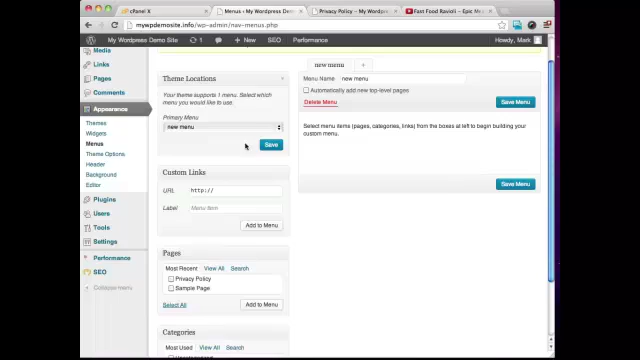 cPanel X
Menus ‹ My Wordpress Demo Si
Privacy Policy – My Wordpress
Fast Food Ravioli – Epic Me
mywpdemosite.info/wp-admin/nav-menus.php
My Wordpress Demo Site
1
+ New
SEO
Performance
Howdy, Mark
Media
Links
Pages
Comments
Appearance
Themes
Widgets
Menus
Theme Options
Header
Background
Editor
Plugins
Users
Tools
Settings
Performance
SEO
Collapse menu
Theme Locations
Your theme supports 1 menu. Select
which menu you would like to
use.
Primary Menu
new menu
Save
Custom Links
URL
http://
Label
Menu Item
Add to Menu
Pages
Most Recent View All Search
Privacy Policy
Sample Page
Select All
Add to Menu
Categories
Most Used View All Search
new menu
+
Menu Name new menu
Automatically add new top-level pages
Delete Menu
Save Menu
Select menu items (pages, categories, links) from the boxes at left to begin building your
custom menu.
Save Menu